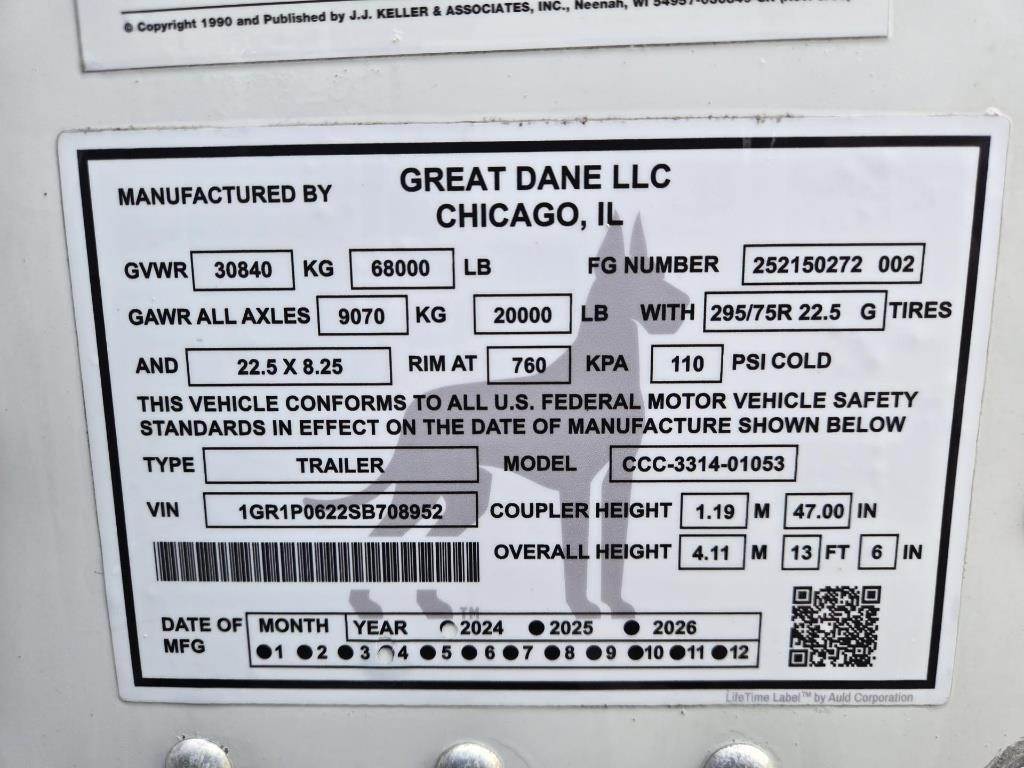 © Copyright 1990 and Published by J.J. KELLER & ASSOCIATES, INC., Neenah, WI
MANUFACTURED BY GREAT DANE LLC
CHICAGO, IL
GVWR 30840 KG 68000 LB FG NUMBER 252150272 002
GAWR ALL AXLES 9070 KG 20000 LB WITH 295/75R 22.5 G TIRES
AND 22.5 X 8.25 RIM AT 760 KPA 110 PSI COLD
THIS VEHICLE CONFORMS TO ALL U.S. FEDERAL MOTOR VEHICLE SAFETY
STANDARDS IN EFFECT ON THE DATE OF MANUFACTURE SHOWN BELOW
TYPE TRAILER MODEL CCC-3314-01053
VIN 1GR1P0622SB708952 COUPLER HEIGHT 1.19 M 47.00 IN
OVERALL HEIGHT 4.11 M 13 FT 6 IN
TM
DATE OF MFG MONTH YEAR 2024 2025 2026
1 2 3 4 5 6 7 8 9 10 11 12
LifeTime Label™ by Auld Corporation